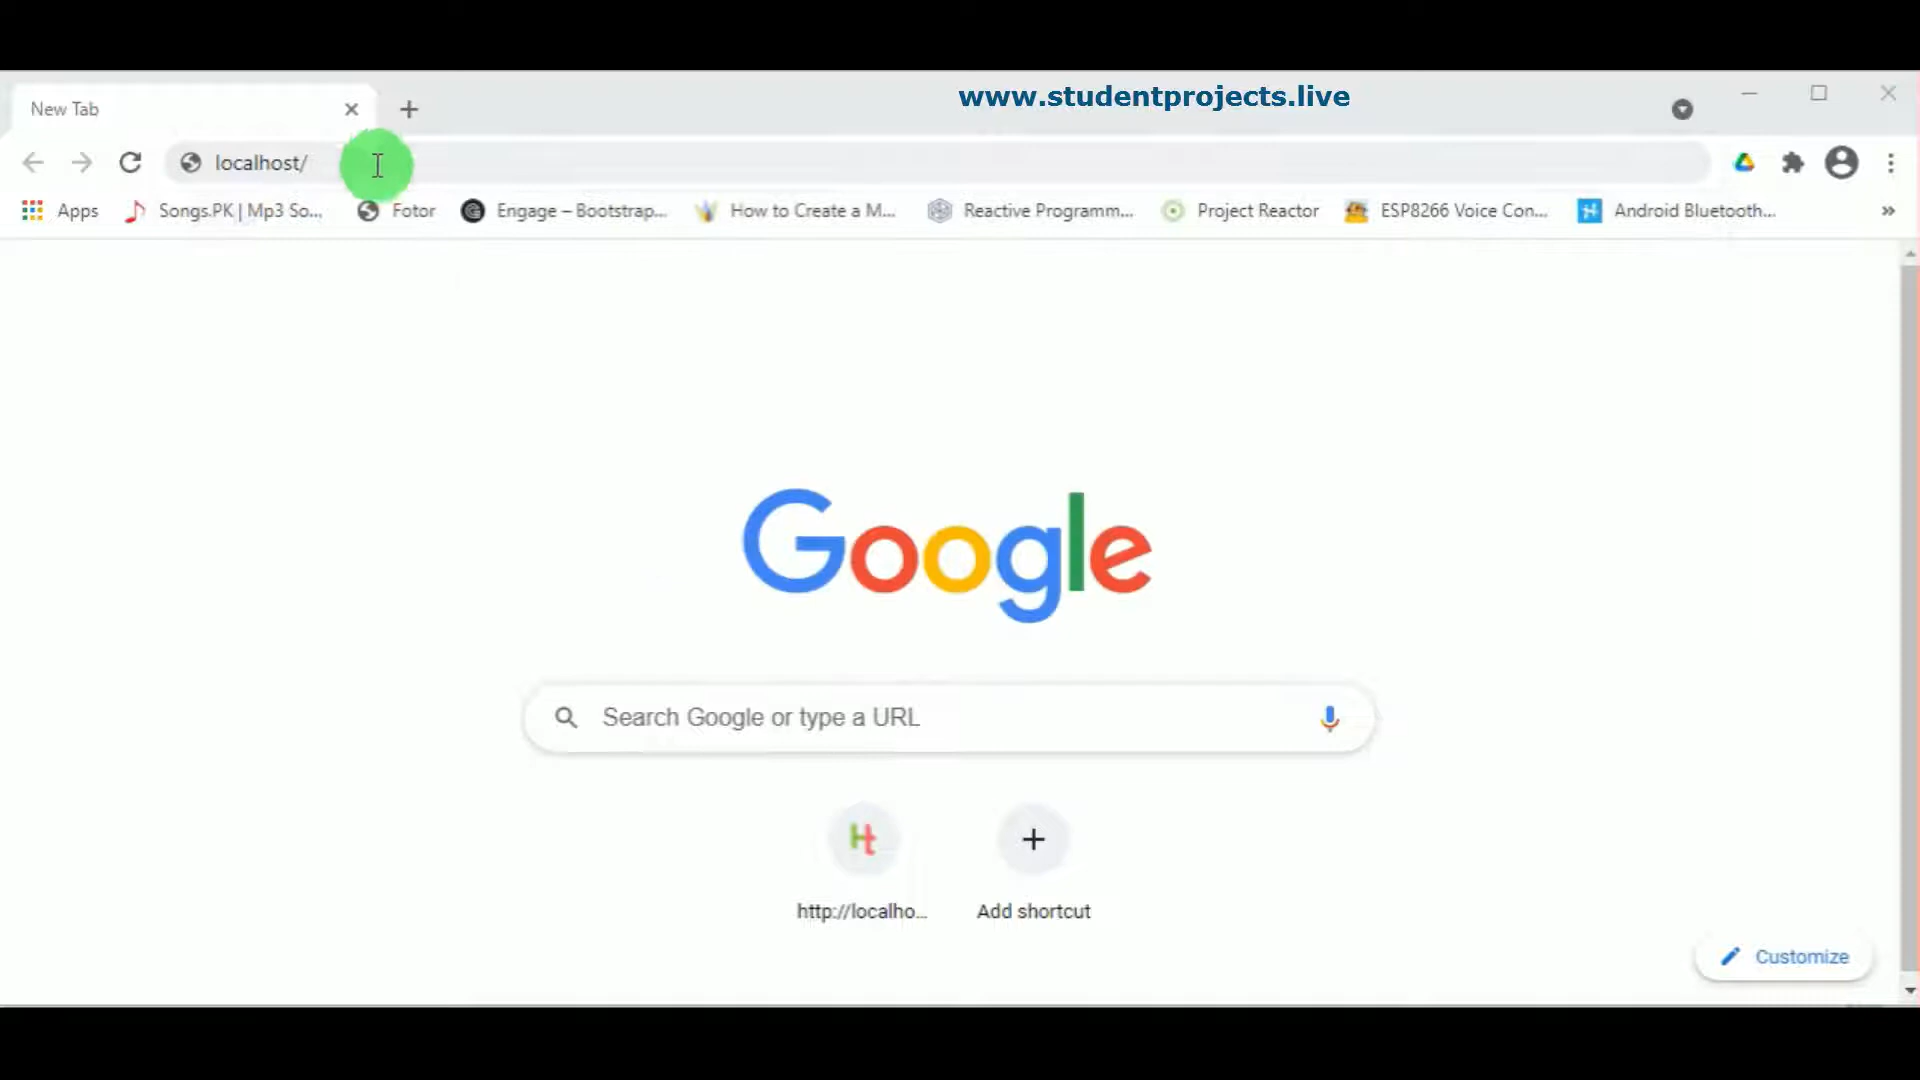 www.studentprojects.live
New Tab
localhost/
Apps
Songs.PK | Mp3 So...
Fotor
Engage – Bootstrap...
How to Create a M...
Reactive Programm...
Project Reactor
ESP8266 Voice Con...
Android Bluetooth...
Google
Search Google or type a URL
Ht
http://localho...
Add shortcut
Customize